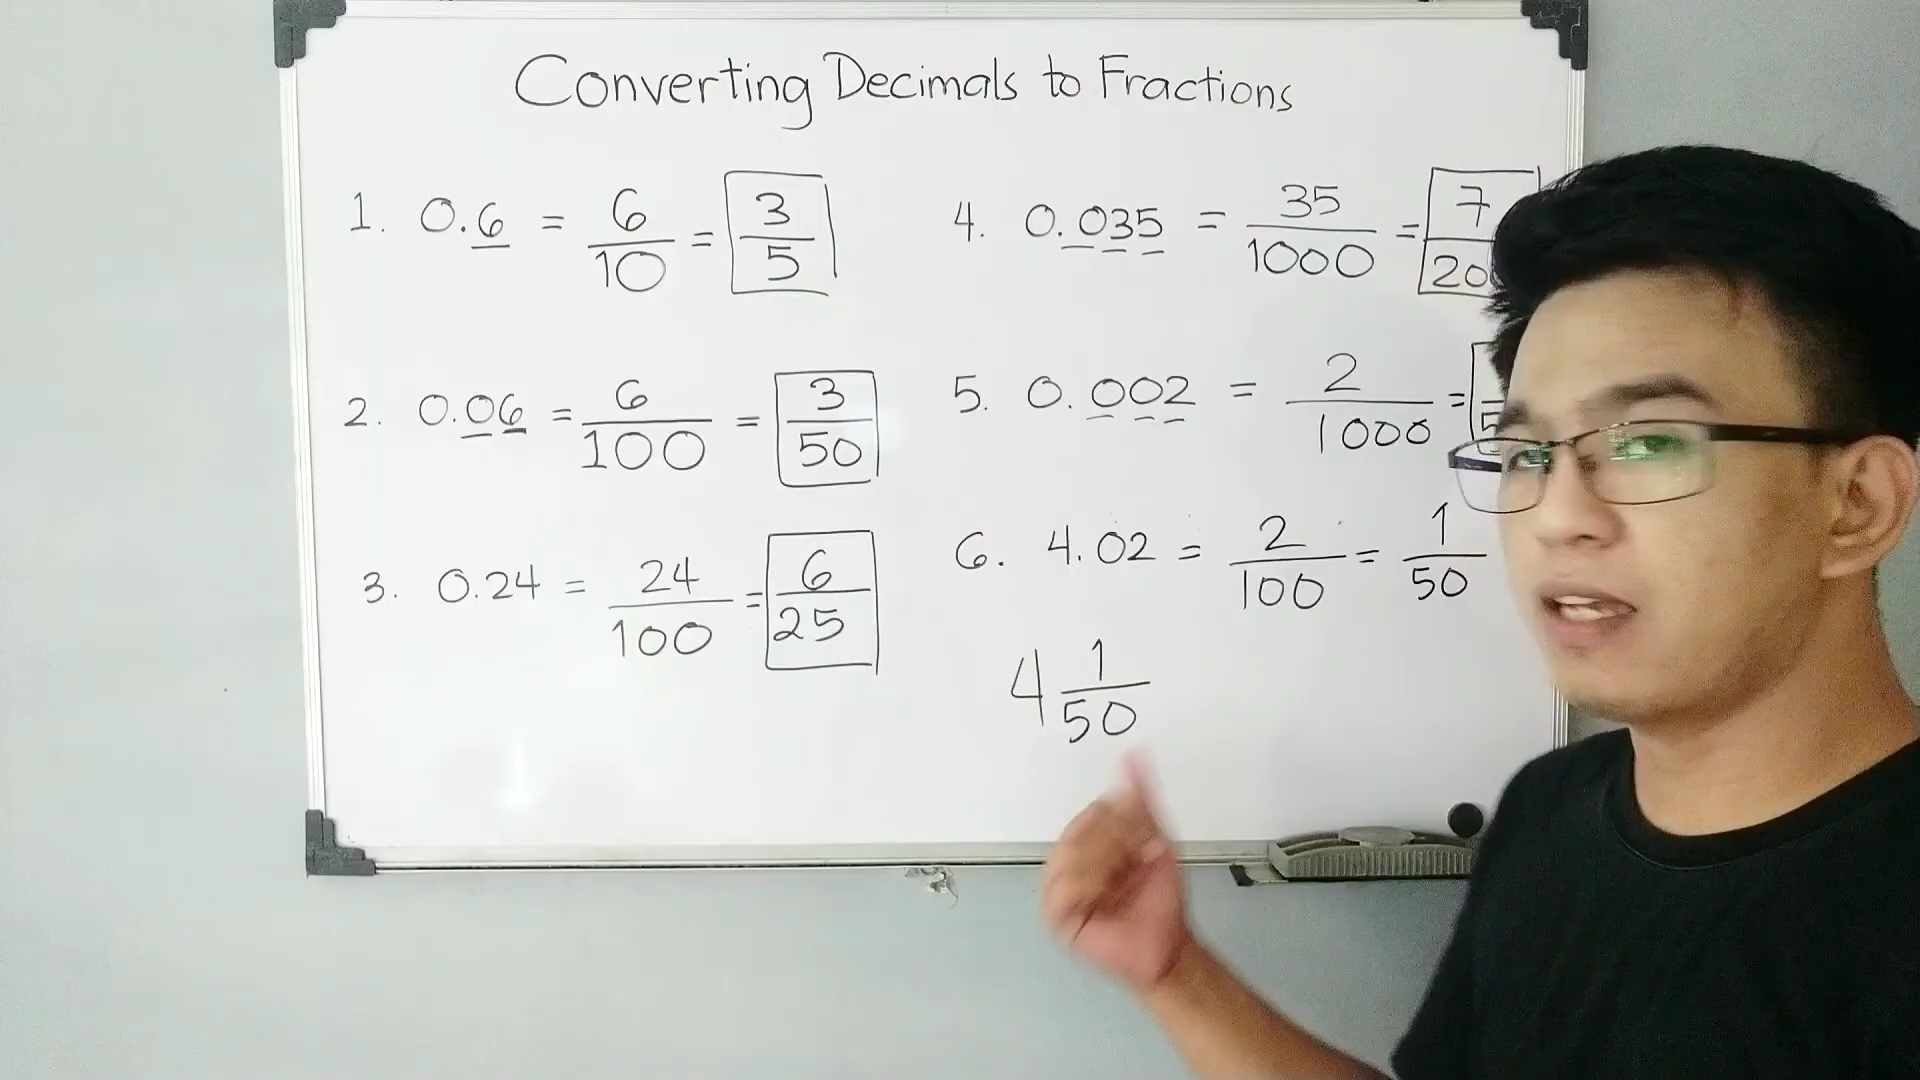 Converting Decimals to Fractions
1. 0.6 = 6/10 = 3/5
2. 0.06 = 6/100 = 3/50
3. 0.24 = 24/100 = 6/25
4. 0.035 = 35/1000 = 7/20
5. 0.002 = 2/1000 =
6. 4.02 = 2/100 = 1/50
4 1/50